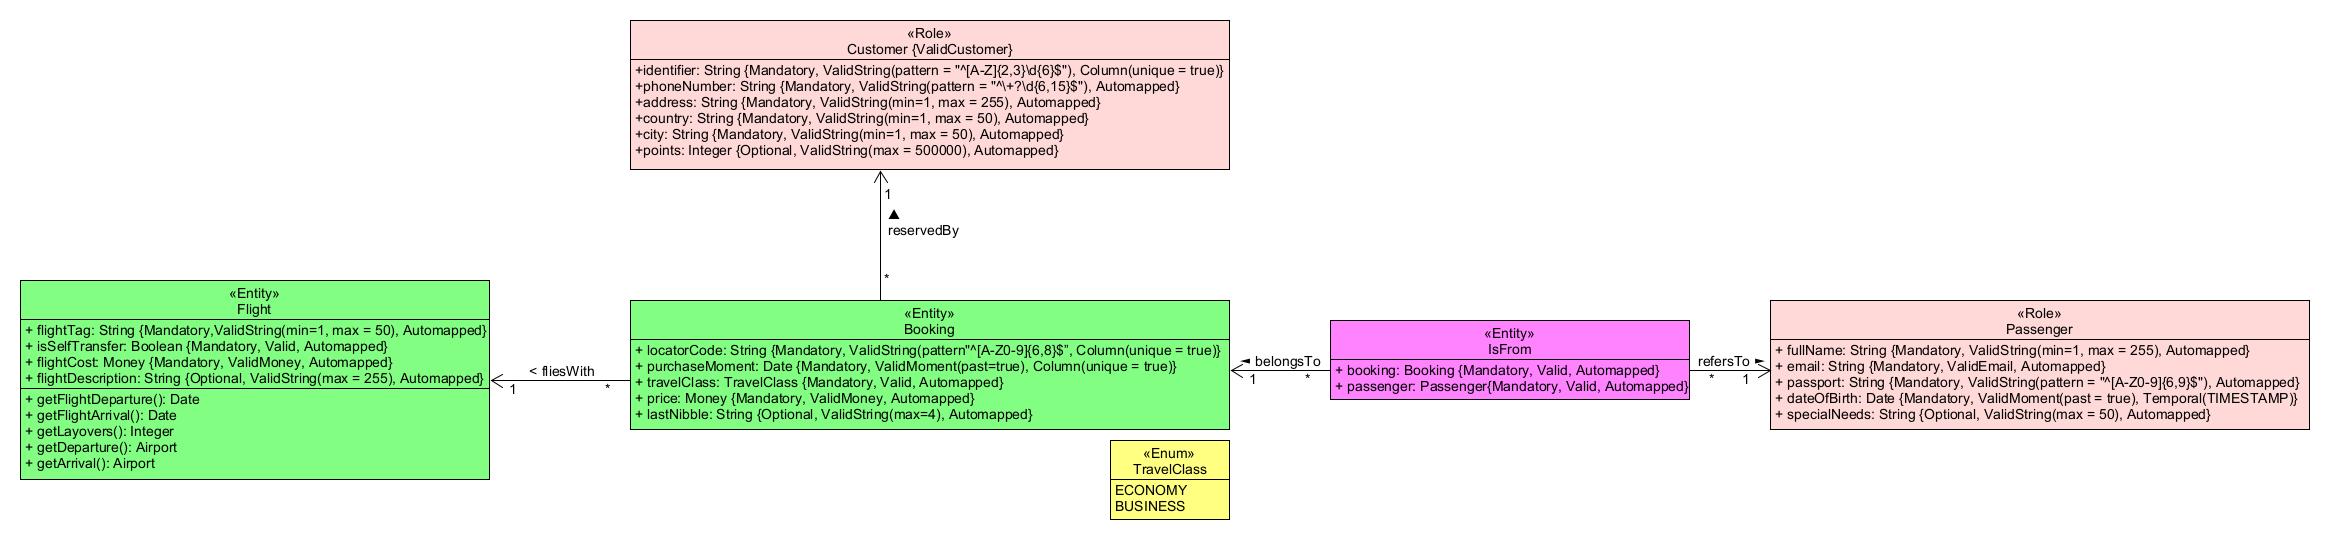 «Role»
Customer {ValidCustomer}
+identifier: String {Mandatory, ValidString(pattern = "^[A-Z]{2,3}\d{6}$"), Column(unique = true)}
+phoneNumber: String {Mandatory, ValidString(pattern = "^\+?\d{6,15}$"), Automapped}
+address: String {Mandatory, ValidString(min=1, max = 255), Automapped}
+country: String {Mandatory, ValidString(min=1, max = 50), Automapped}
+city: String {Mandatory, ValidString(min=1, max = 50), Automapped}
+points: Integer {Optional, ValidString(max = 500000), Automapped}
1
reservedBy
*
«Entity»
Flight
+ flightTag: String {Mandatory,ValidString(min=1, max = 50), Automapped}
+ isSelfTransfer: Boolean {Mandatory, Valid, Automapped}
+ flightCost: Money {Mandatory, ValidMoney, Automapped}
+ flightDescription: String {Optional, ValidString(max = 255), Automapped}
+ getFlightDeparture(): Date
+ getFlightArrival(): Date
+ getLayovers(): Integer
+ getDeparture(): Airport
+ getArrival(): Airport
< fliesWith
1
*
«Entity»
Booking
+ locatorCode: String {Mandatory, ValidString(pattern"^[A-Z0-9]{6,8}$", Column(unique = true)}
+ purchaseMoment: Date {Mandatory, ValidMoment(past=true), Column(unique = true)}
+ travelClass: TravelClass {Mandatory, Valid, Automapped}
+ price: Money {Mandatory, ValidMoney, Automapped}
+ lastNibble: String {Optional, ValidString(max=4), Automapped}
belongsTo
1
*
«Entity»
IsFrom
+ booking: Booking {Mandatory, Valid, Automapped}
+ passenger: Passenger{Mandatory, Valid, Automapped}
refersTo
*
1
«Role»
Passenger
+ fullName: String {Mandatory, ValidString(min=1, max = 255), Automapped}
+ email: String {Mandatory, ValidEmail, Automapped}
+ passport: String {Mandatory, ValidString(pattern = "^[A-Z0-9]{6,9}$"), Automapped}
+ dateOfBirth: Date {Mandatory, ValidMoment(past = true), Temporal(TIMESTAMP)}
+ specialNeeds: String {Optional, ValidString(max = 50), Automapped}
«Enum»
TravelClass
ECONOMY
BUSINESS